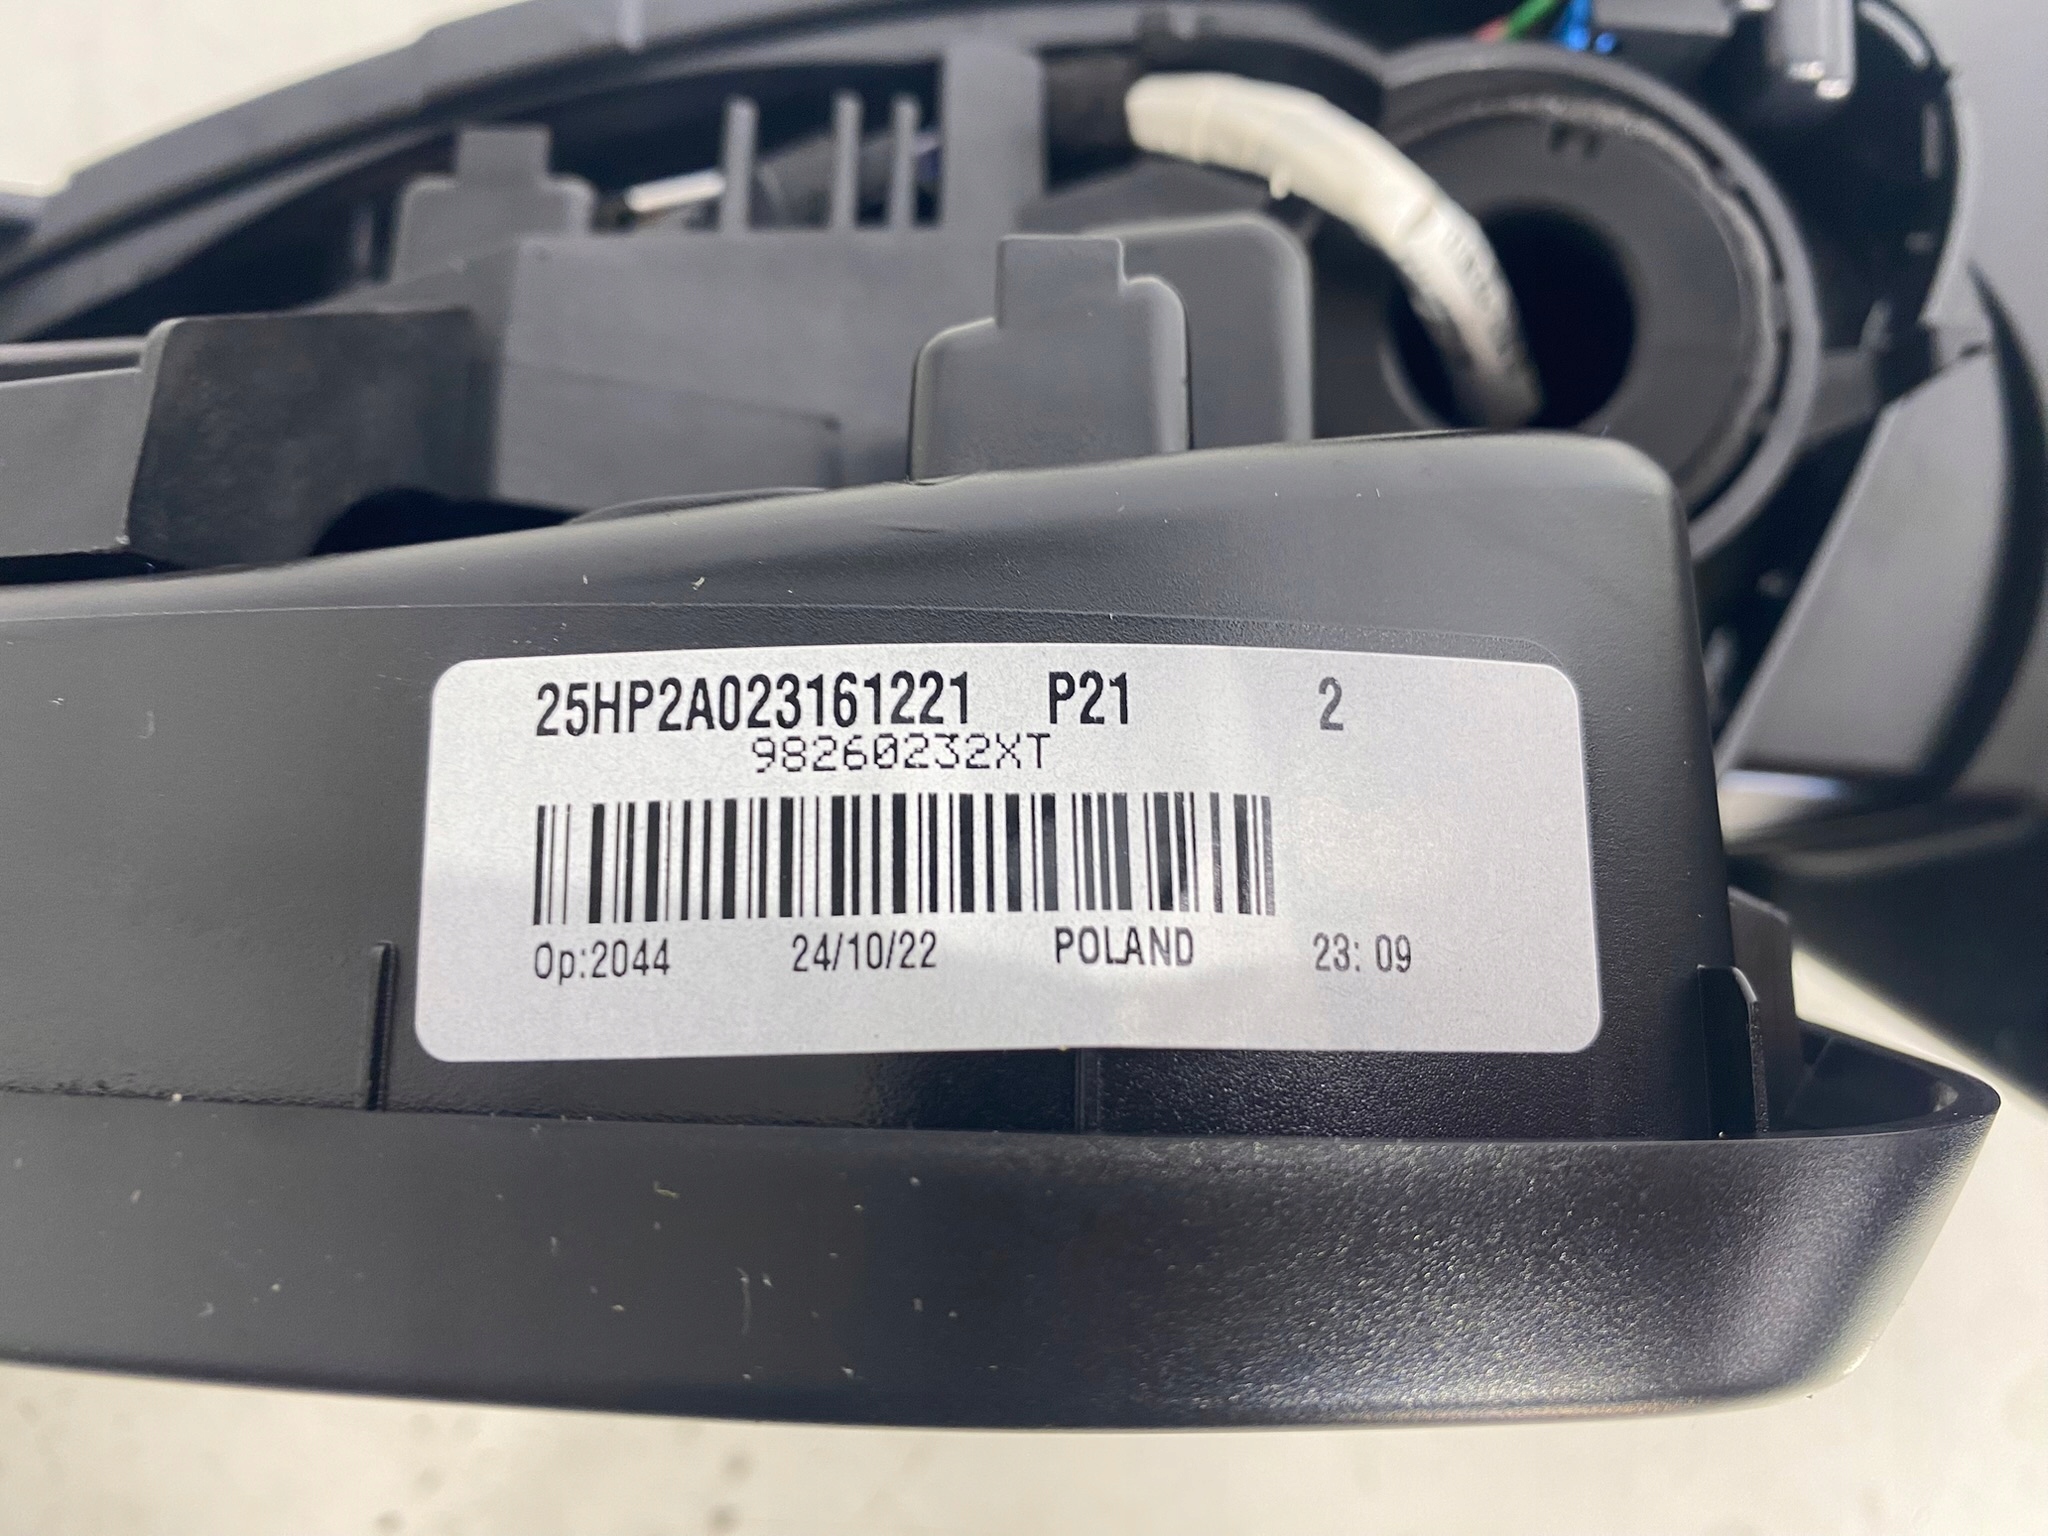 25HP2A023161221 P21 2
98260232XT
Op:2044 24/10/22 POLAND 23: 09